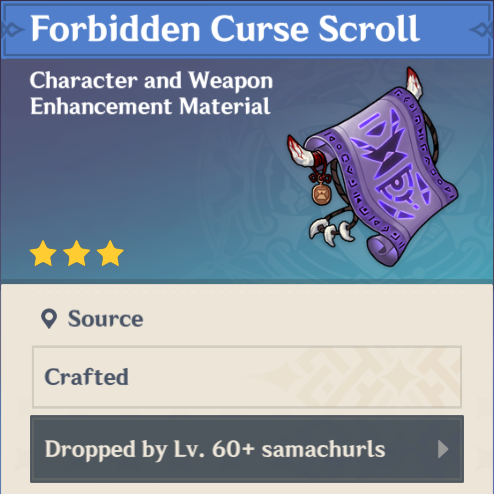 Forbidden Curse Scroll
Character and Weapon
Enhancement Material
Source
Crafted
Dropped by Lv. 60+ samachurls